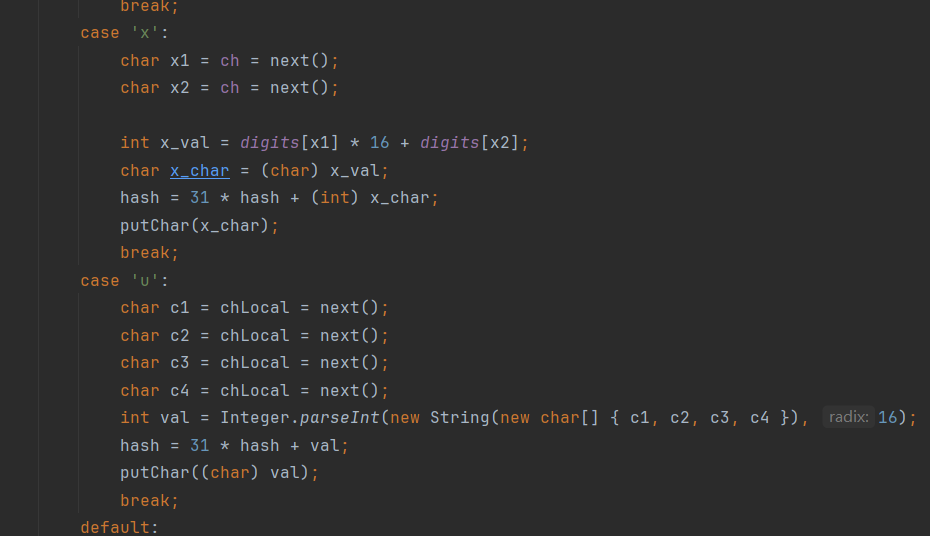 break;
case 'x':
char x1 = ch = next();
char x2 = ch = next();
int x_val = digits[x1] * 16 + digits[x2];
char x_char = (char) x_val;
hash = 31 * hash + (int) x_char;
putChar(x_char);
break;
case 'u':
char c1 = chLocal = next();
char c2 = chLocal = next();
char c3 = chLocal = next();
char c4 = chLocal = next();
int val = Integer.parseInt(new String(new char[] { c1, c2, c3, c4 }), radix: 16);
hash = 31 * hash + val;
putChar((char) val);
break;
default: